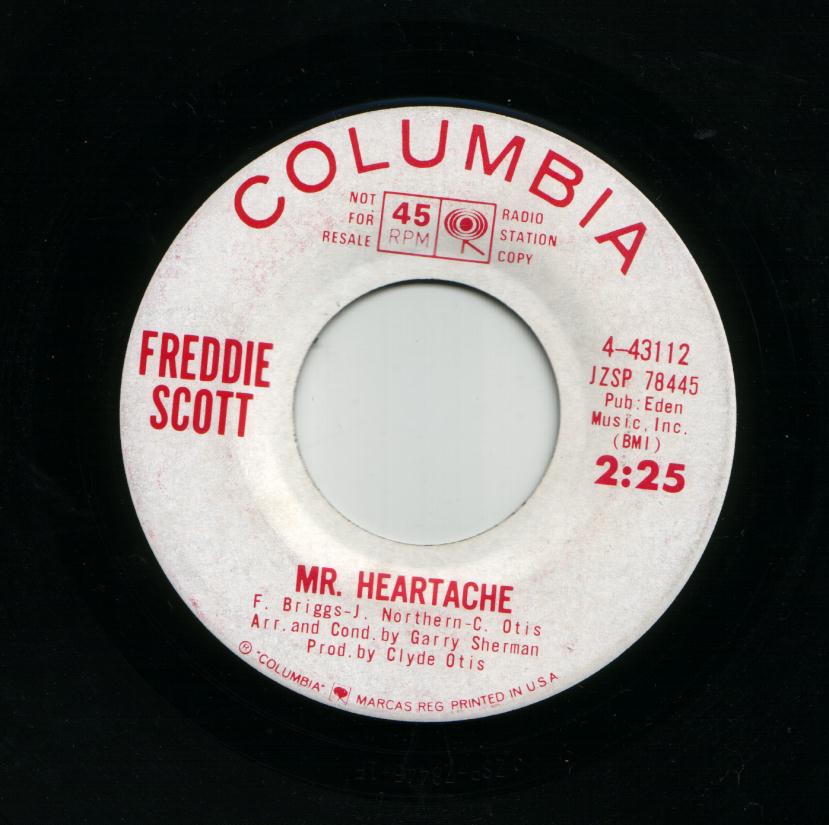 COLUMBIA
NOT
FOR
RESALE
45
RPM
RADIO
STATION
COPY
FREDDIE
SCOTT
4-43112
JZSP 78445
Pub: Eden
Music, Inc.
(BMI)
2:25
MR. HEARTACHE
F. Briggs-J. Northern-C. Otis
Arr. and Cond. by Garry Sherman
Prod. by Clyde Otis
® "COLUMBIA" MARCAS REG PRINTED IN U S A